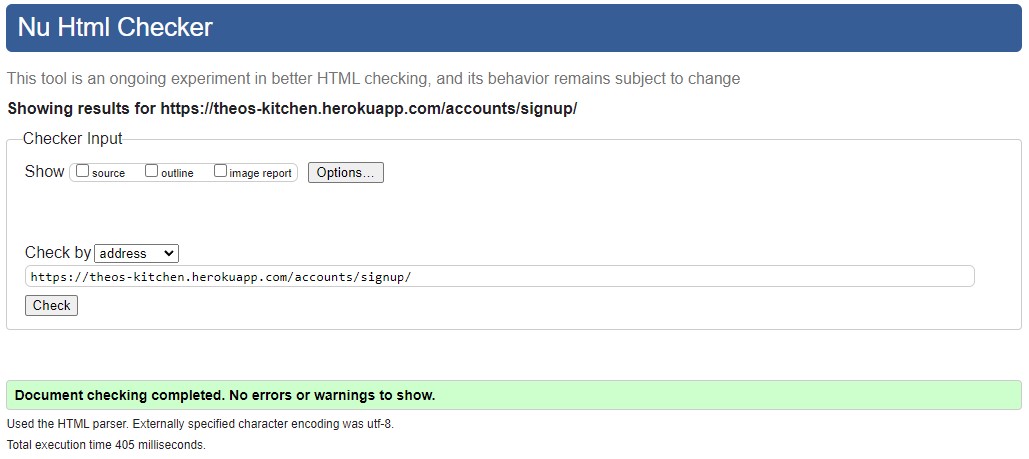 Nu Html Checker
This tool is an ongoing experiment in better HTML checking, and its behavior remains subject to change
Showing results for https://theos-kitchen.herokuapp.com/accounts/signup/
Checker Input
Show source outline image report Options...
Check by address
https://theos-kitchen.herokuapp.com/accounts/signup/
Check
Document checking completed. No errors or warnings to show.
Used the HTML parser. Externally specified character encoding was utf-8.
Total execution time 405 milliseconds.